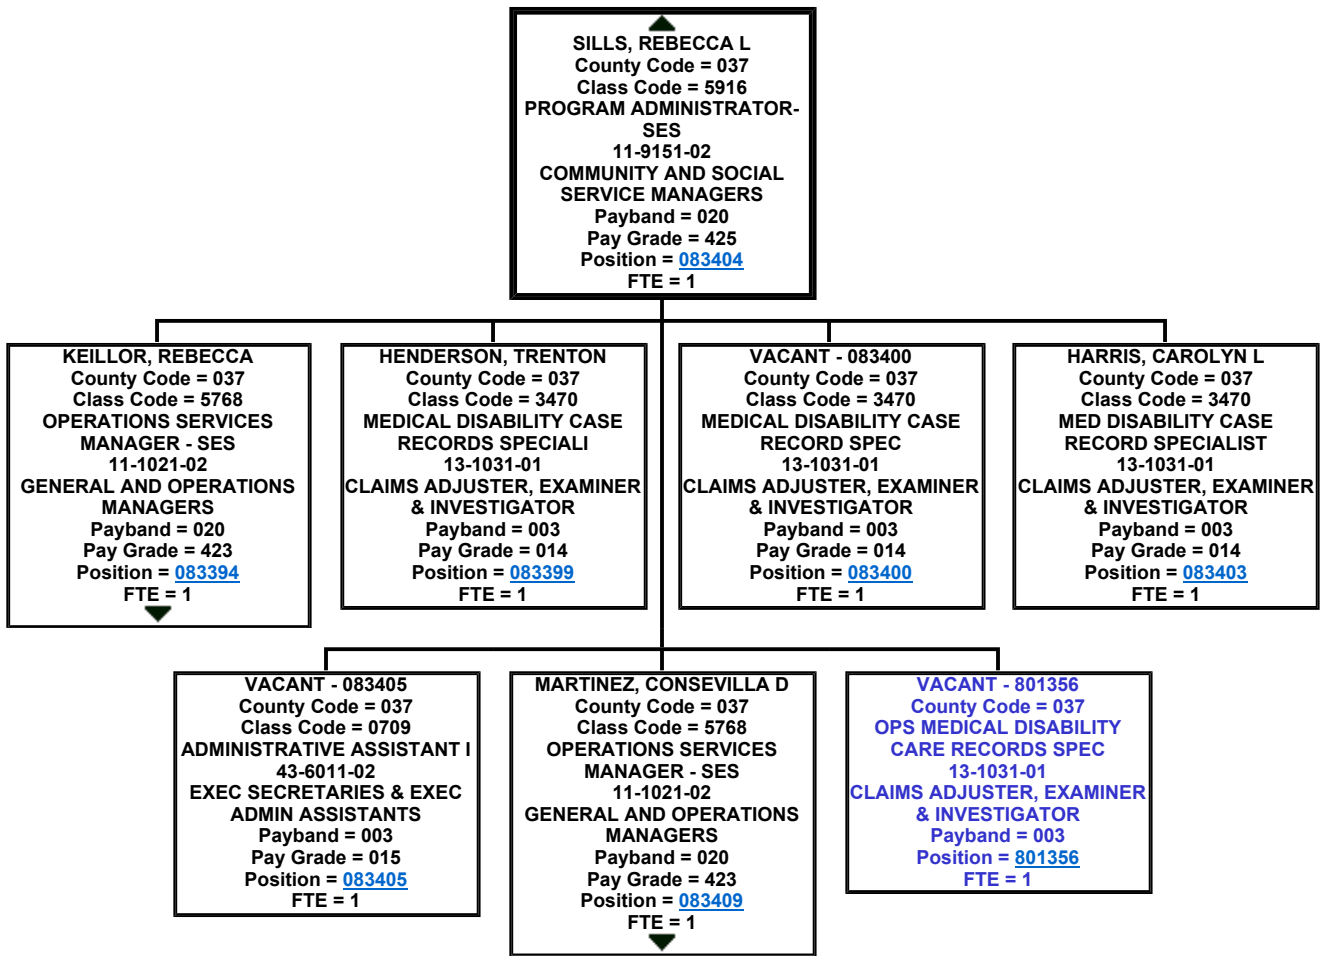 SILLS, REBECCA L
County Code = 037
Class Code = 5916
PROGRAM ADMINISTRATOR-
SES
11-9151-02
COMMUNITY AND SOCIAL
SERVICE MANAGERS
Payband = 020
Pay Grade = 425
Position = 083404
FTE = 1
KEILLOR, REBECCA
County Code = 037
Class Code = 5768
OPERATIONS SERVICES
MANAGER - SES
11-1021-02
GENERAL AND OPERATIONS
MANAGERS
Payband = 020
Pay Grade = 423
Position = 083394
FTE = 1
HENDERSON, TRENTON
County Code = 037
Class Code = 3470
MEDICAL DISABILITY CASE
RECORDS SPECIALI
13-1031-01
CLAIMS ADJUSTER, EXAMINER
& INVESTIGATOR
Payband = 003
Pay Grade = 014
Position = 083399
FTE = 1
VACANT - 083400
County Code = 037
Class Code = 3470
MEDICAL DISABILITY CASE
RECORD SPEC
13-1031-01
CLAIMS ADJUSTER, EXAMINER
& INVESTIGATOR
Payband = 003
Pay Grade = 014
Position = 083400
FTE = 1
HARRIS, CAROLYN L
County Code = 037
Class Code = 3470
MED DISABILITY CASE
RECORD SPECIALIST
13-1031-01
CLAIMS ADJUSTER, EXAMINER
& INVESTIGATOR
Payband = 003
Pay Grade = 014
Position = 083403
FTE = 1
VACANT - 083405
County Code = 037
Class Code = 0709
ADMINISTRATIVE ASSISTANT I
43-6011-02
EXEC SECRETARIES & EXEC
ADMIN ASSISTANTS
Payband = 003
Pay Grade = 015
Position = 083405
FTE = 1
MARTINEZ, CONSEVILLA D
County Code = 037
Class Code = 5768
OPERATIONS SERVICES
MANAGER - SES
11-1021-02
GENERAL AND OPERATIONS
MANAGERS
Payband = 020
Pay Grade = 423
Position = 083409
FTE = 1
VACANT - 801356
County Code = 037
OPS MEDICAL DISABILITY
CARE RECORDS SPEC
13-1031-01
CLAIMS ADJUSTER, EXAMINER
& INVESTIGATOR
Payband = 003
Position = 801356
FTE = 1